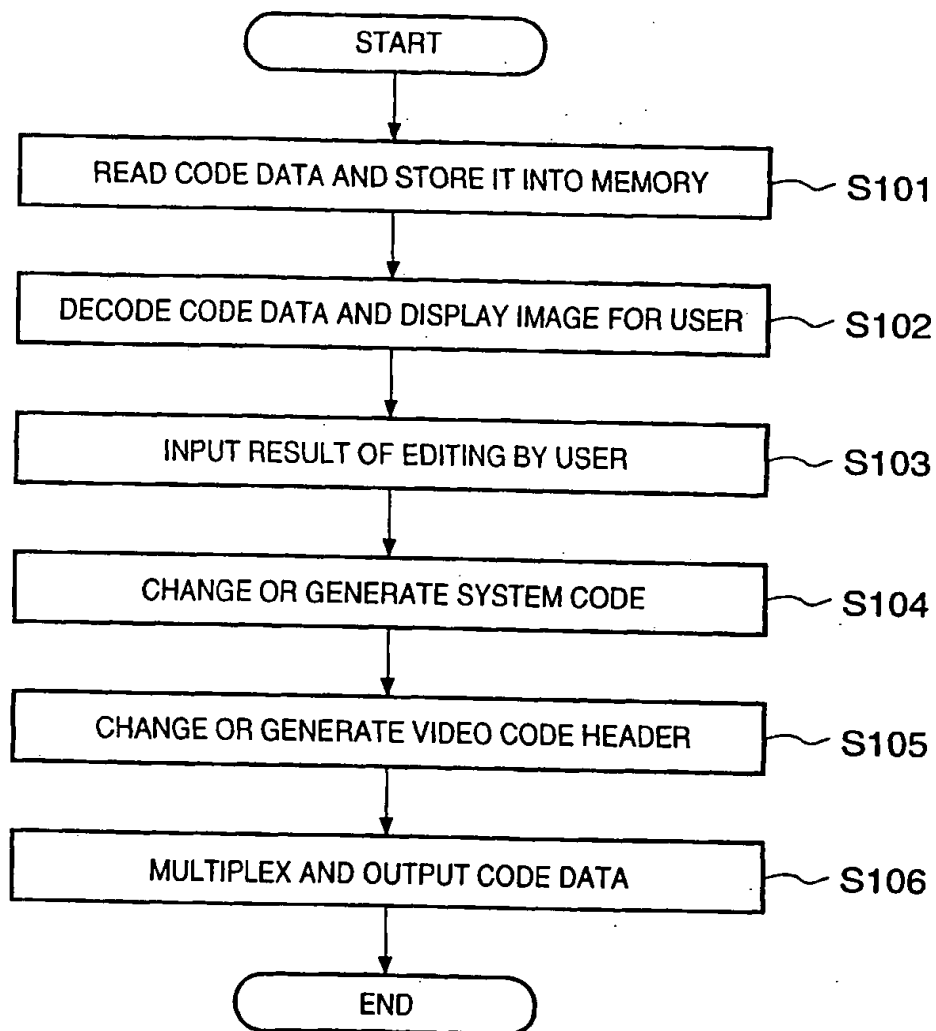 START
READ CODE DATA AND STORE IT INTO MEMORY
S101
DECODE CODE DATA AND DISPLAY IMAGE FOR USER
S102
INPUT RESULT OF EDITING BY USER
S103
CHANGE OR GENERATE SYSTEM CODE
S104
CHANGE OR GENERATE VIDEO CODE HEADER
S105
MULTIPLEX AND OUTPUT CODE DATA
S106
END